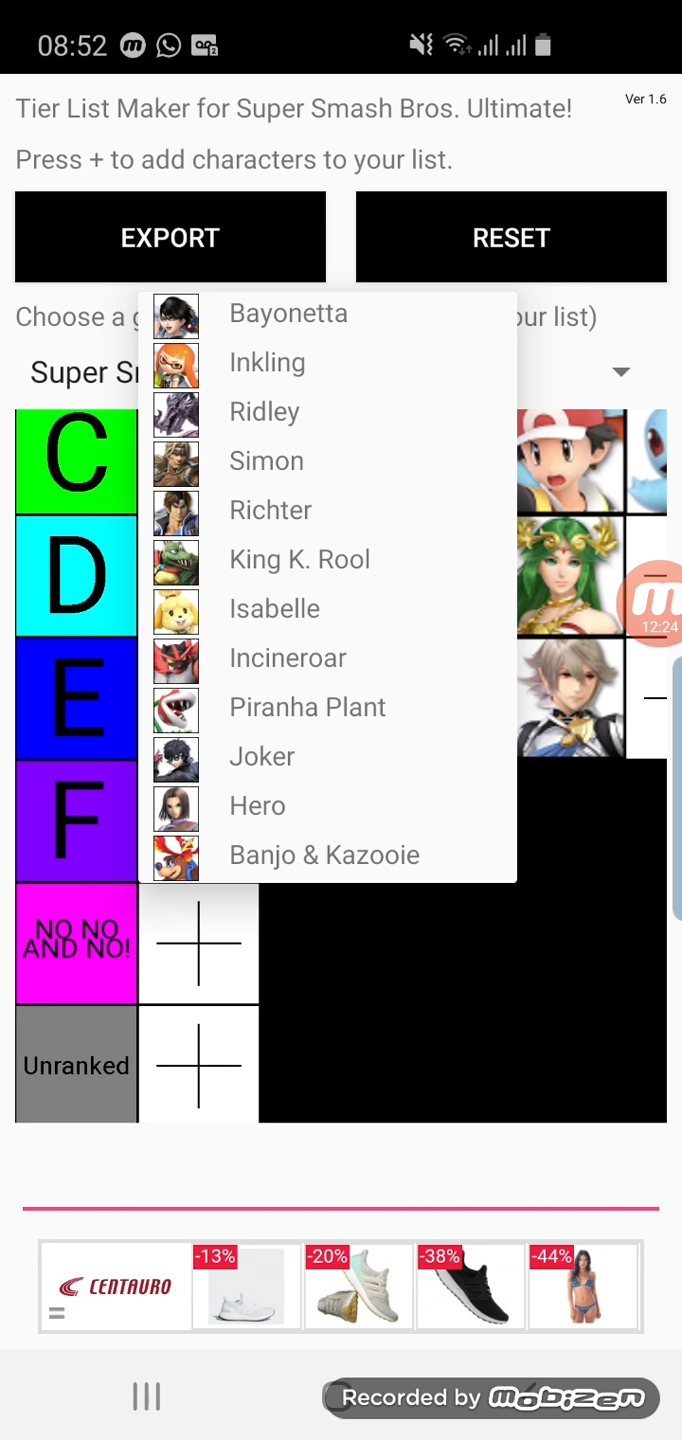 08:52
Tier List Maker for Super Smash Bros. Ultimate!
Ver 1.6
Press + to add characters to your list.
EXPORT
RESET
Choose a g
our list)
Super Sr
Bayonetta
Inkling
Ridley
Simon
Richter
King K. Rool
Isabelle
Incineroar
Piranha Plant
Joker
Hero
Banjo & Kazooie
C
D
E
F
NO NO
AND NO!
Unranked
12:24
CENTAURO
-13%
-20%
-38%
-44%
Recorded by mobizen